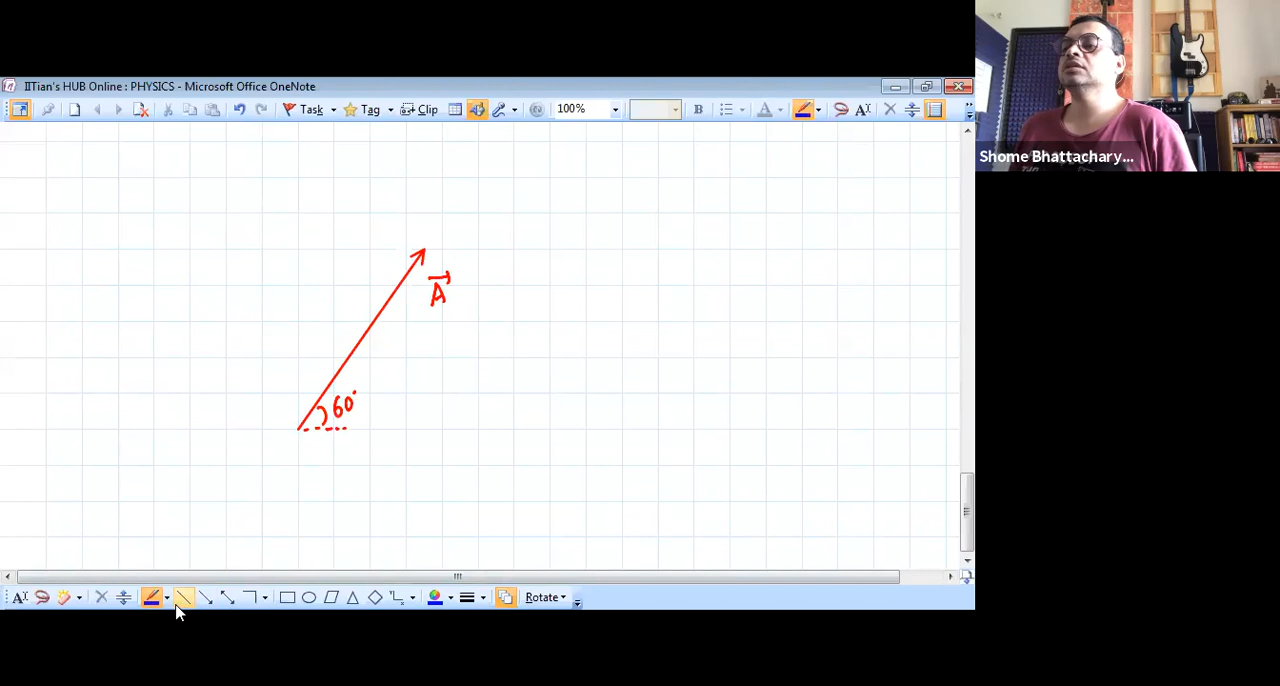 IITian's HUB Online : PHYSICS - Microsoft Office OneNote
Task Tag Clip 100% B A
Shome Bhattachary...
A⃗
60°
Rotate